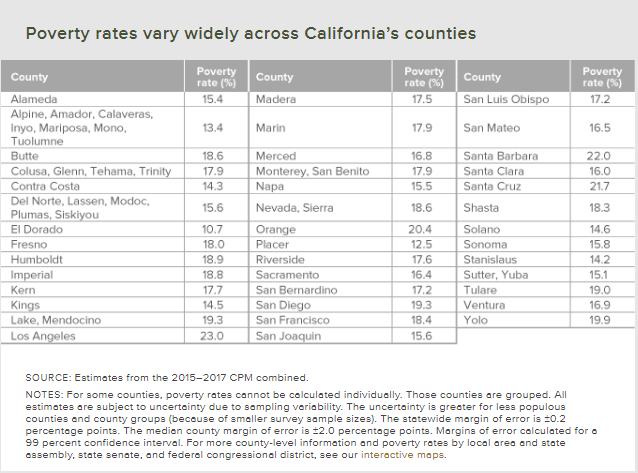 Poverty rates vary widely across California's counties
County Poverty rate (%) County Poverty rate (%) County Poverty rate (%)
Alameda 15.4 Madera 17.5 San Luis Obispo 17.2
Alpine, Amador, Calaveras,
Inyo, Mariposa, Mono,
Tuolumne 13.4 Marin 17.9 San Mateo 16.5
Butte 18.6 Merced 16.8 Santa Barbara 22.0
Colusa, Glenn, Tehama, Trinity 17.9 Monterey, San Benito 17.9 Santa Clara 16.0
Contra Costa 14.3 Napa 15.5 Santa Cruz 21.7
Del Norte, Lassen, Modoc,
Plumas, Siskiyou 15.6 Nevada, Sierra 18.6 Shasta 18.3
El Dorado 10.7 Orange 20.4 Solano 14.6
Fresno 18.0 Placer 12.5 Sonoma 15.8
Humboldt 18.9 Riverside 17.6 Stanislaus 14.2
Imperial 18.8 Sacramento 16.4 Sutter, Yuba 15.1
Kern 17.7 San Bernardino 17.2 Tulare 19.0
Kings 14.5 San Diego 19.3 Ventura 16.9
Lake, Mendocino 19.3 San Francisco 18.4 Yolo 19.9
Los Angeles 23.0 San Joaquin 15.6
SOURCE: Estimates from the 2015–2017 CPM combined.
NOTES: For some counties, poverty rates cannot be calculated individually. Those counties are grouped. All
estimates are subject to uncertainty due to sampling variability. The uncertainty is greater for less populous
counties and county groups (because of smaller survey sample sizes). The statewide margin of error is ±0.2
percentage points. The median county margin of error is ±2.0 percentage points. Margins of error calculated for a
99 percent confidence interval. For more county-level information and poverty rates by local area and state
assembly, state senate, and federal congressional district, see our interactive maps.